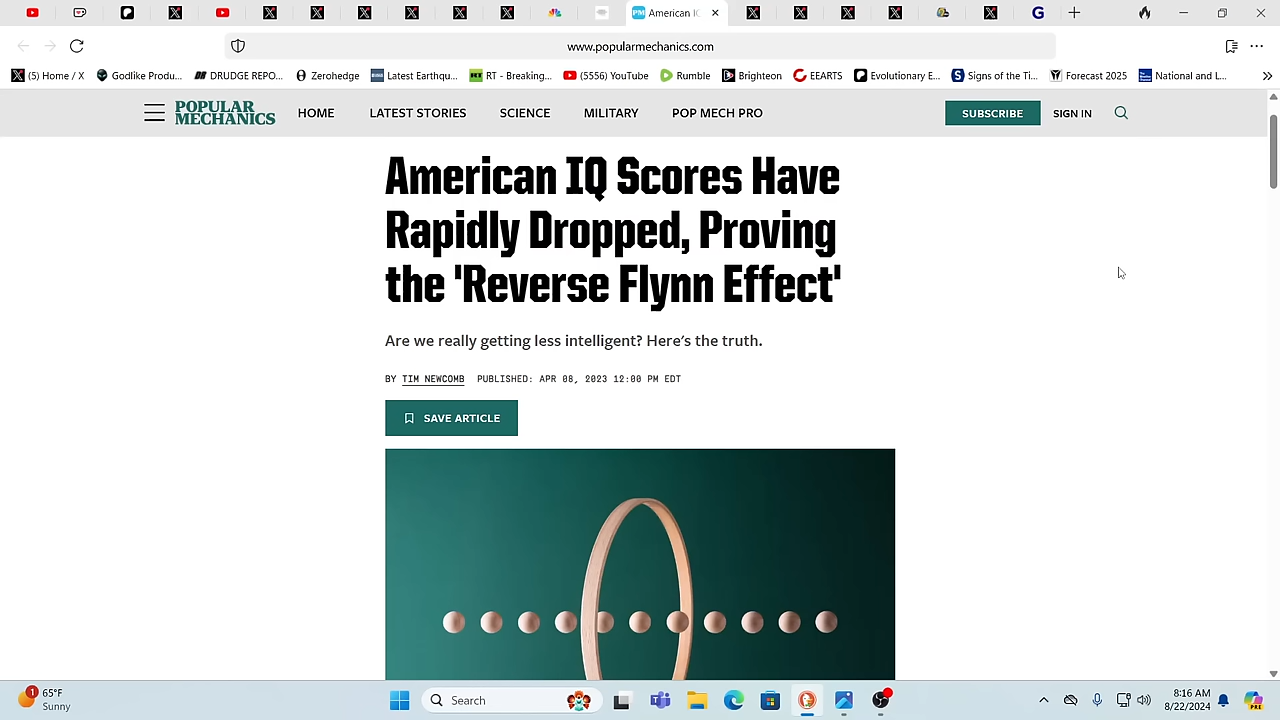 American IQ
www.popularmechanics.com
(5) Home / X
Godlike Produ...
DRUDGE REPO...
Zerohedge
Latest Earthqu...
RT - Breaking...
(5556) YouTube
Rumble
Brighteon
EEARTS
Evolutionary E...
Signs of the Ti...
Forecast 2025
National and L...
POPULAR
MECHANICS
HOME
LATEST STORIES
SCIENCE
MILITARY
POP MECH PRO
SUBSCRIBE
SIGN IN
American IQ Scores Have
Rapidly Dropped, Proving
the 'Reverse Flynn Effect'
Are we really getting less intelligent? Here's the truth.
BY TIM NEWCOMB PUBLISHED: APR 08, 2023 12:00 PM EDT
SAVE ARTICLE
1
65°F
Sunny
Search
8:16 AM
8/22/2024